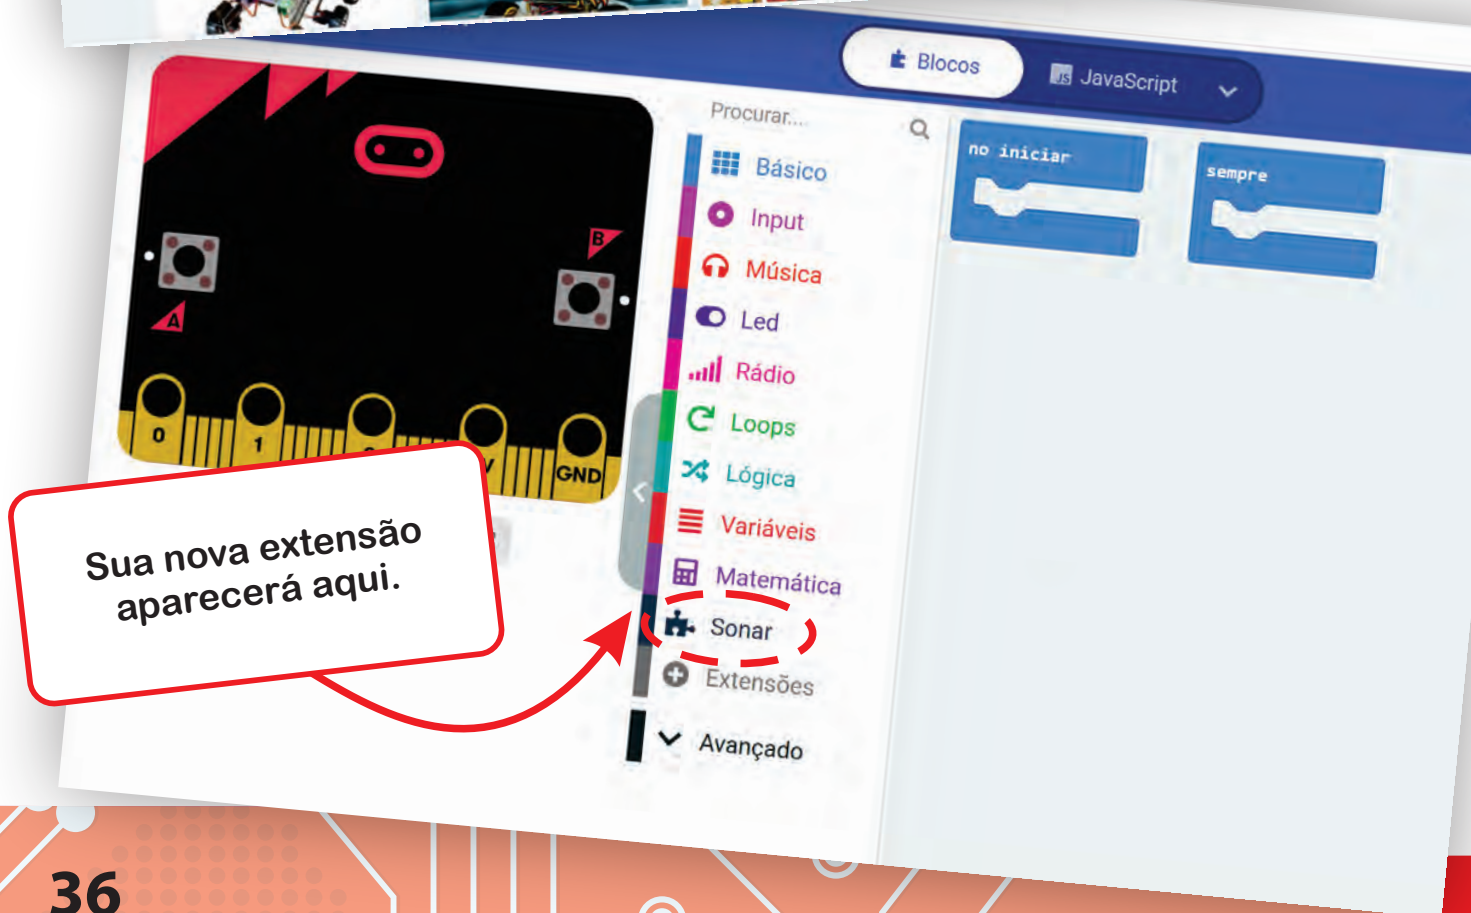 Blocos
JS JavaScript
Procurar...
Básico
Input
Música
Led
Rádio
Loops
Lógica
Variáveis
Matemática
Sonar
Extensões
Avançado
no iniciar
sempre
B
A
0
1
GND
Sua nova extensão
aparecerá aqui.
36